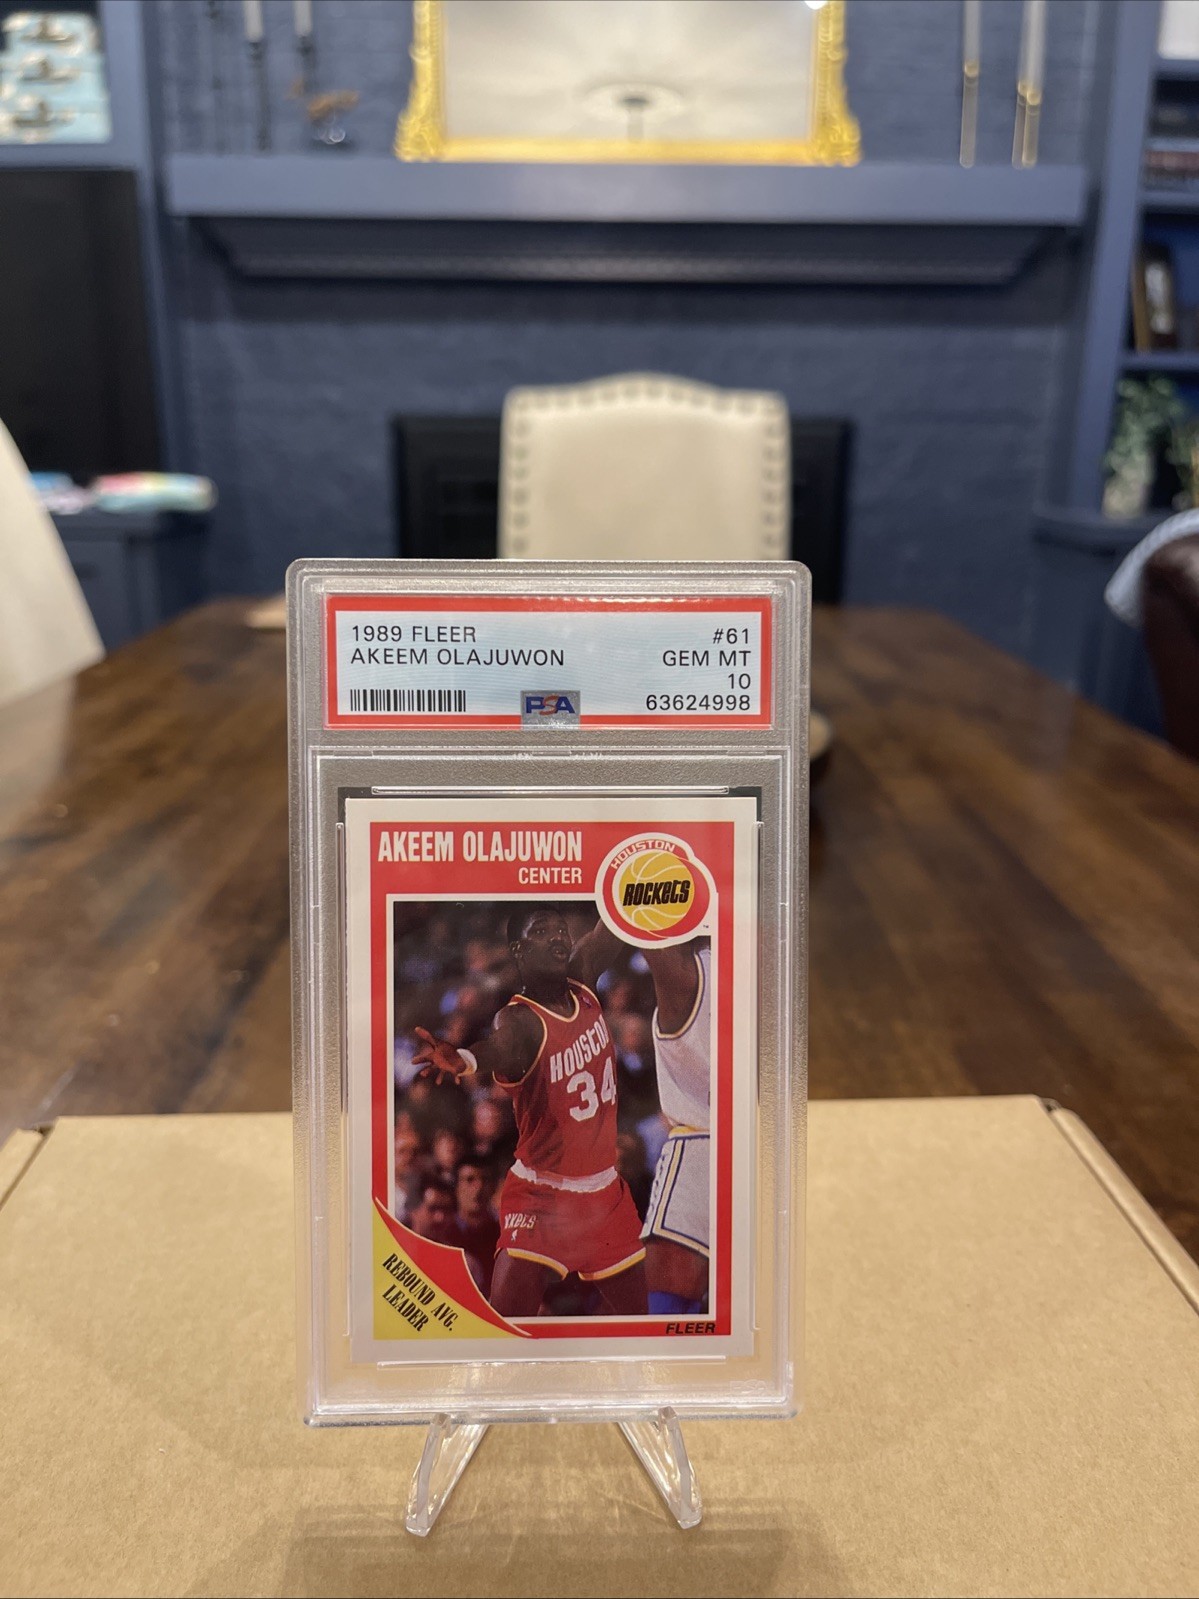 1989 FLEER #61
AKEEM OLAJUWON GEM MT
10
PSA 63624998
AKEEM OLAJUWON
CENTER
HOUSTON
ROCKETS
HOUSTON
34
REBOUND AVG.
LEADER
FLEER